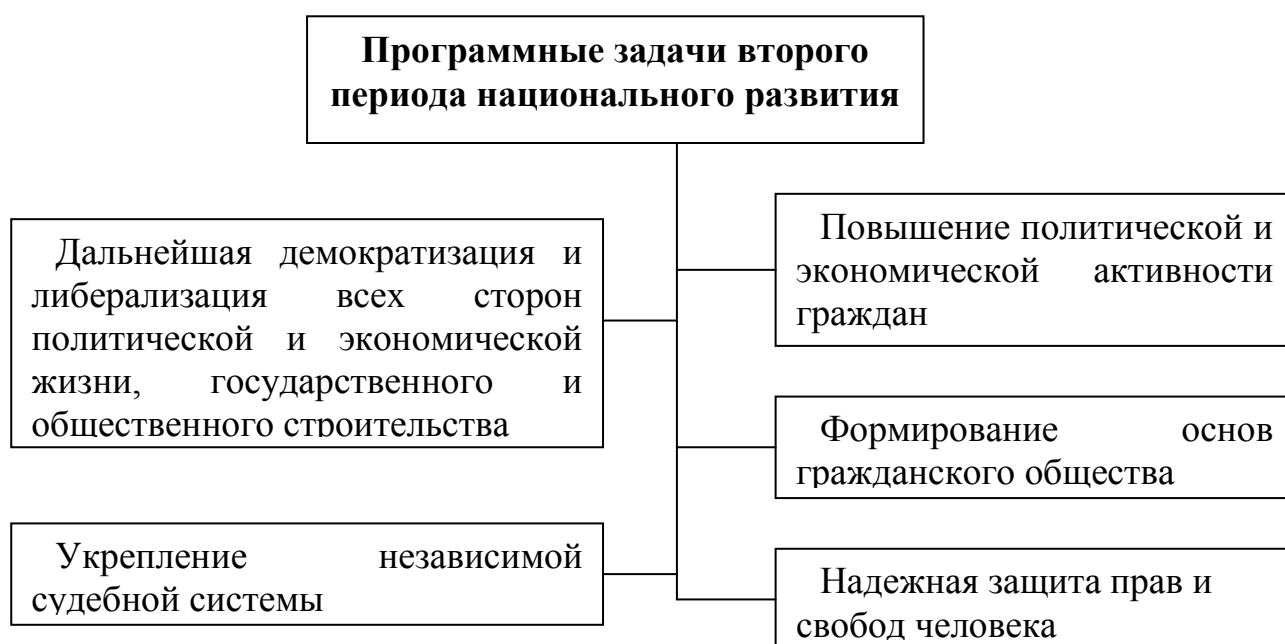 Программные задачи второго
периода национального развития
Дальнейшая демократизация и
либерализация всех сторон
политической и экономической
жизни, государственного и
общественного строительства
Укрепление независимой
судебной системы
Повышение политической и
экономической активности
граждан
Формирование основ
гражданского общества
Надежная защита прав и
свобод человека